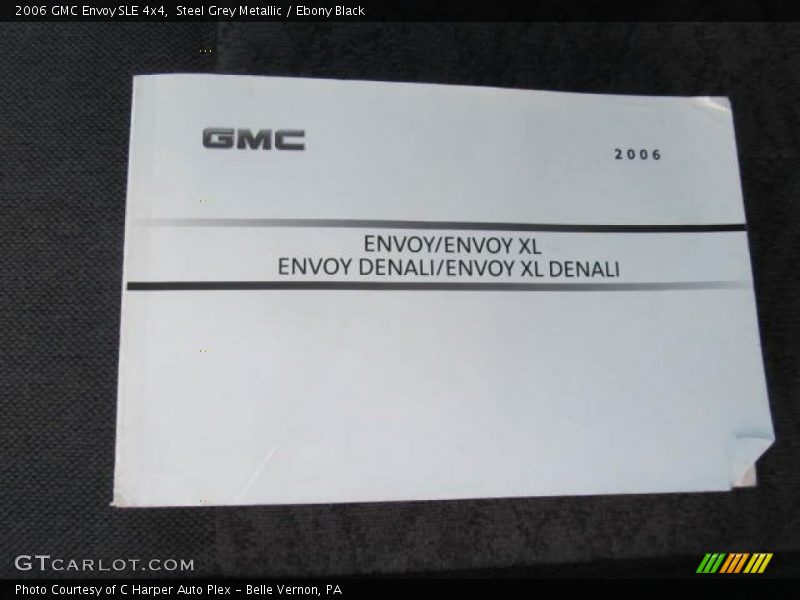 2006 GMC Envoy SLE 4x4,  Steel Grey Metallic / Ebony Black
GMC
2006
ENVOY/ENVOY XL
ENVOY DENALI/ENVOY XL DENALI
GTCARLOT.COM
Photo Courtesy of C Harper Auto Plex - Belle Vernon, PA